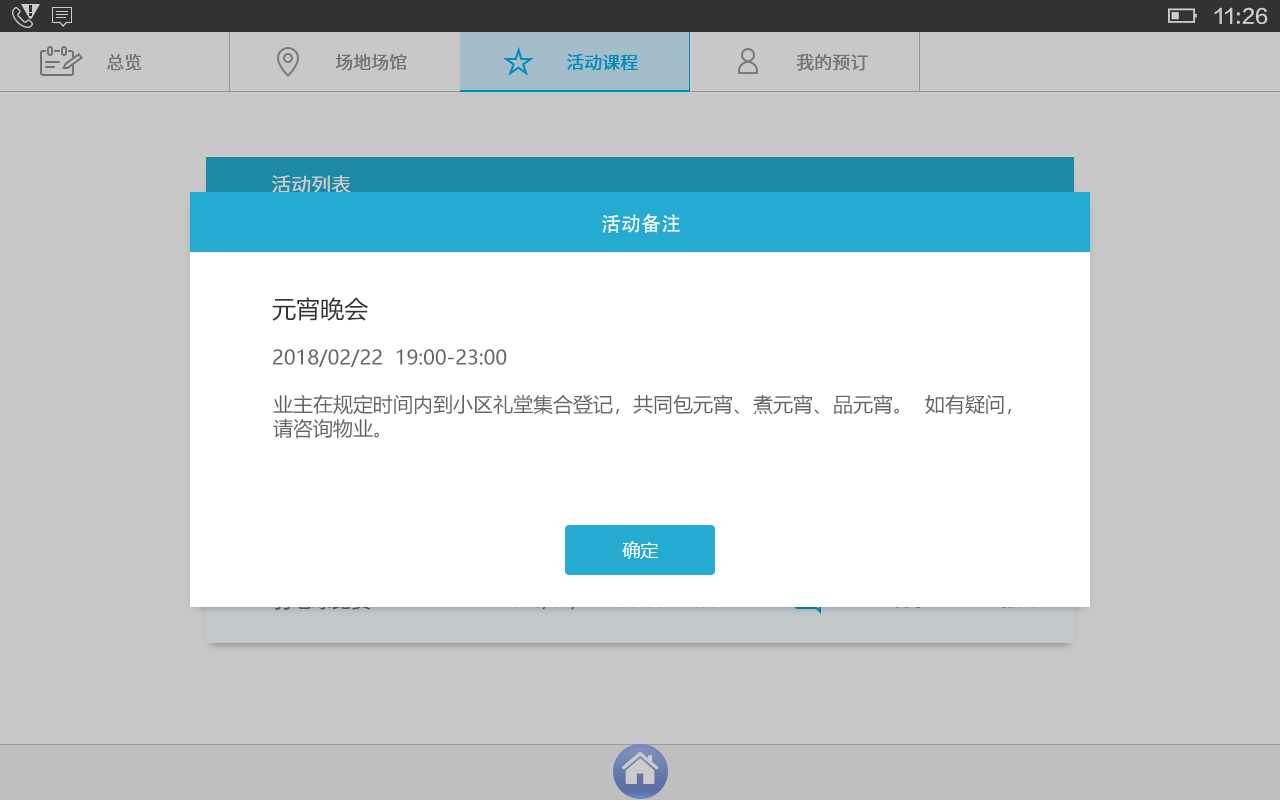 11:26
总览
场地场馆
活动课程
我的预订
活动列表
活动备注
元宵晚会
2018/02/22 19:00-23:00
业主在规定时间内到小区礼堂集合登记，共同包元宵、煮元宵、品元宵。 如有疑问，
请咨询物业。
确定